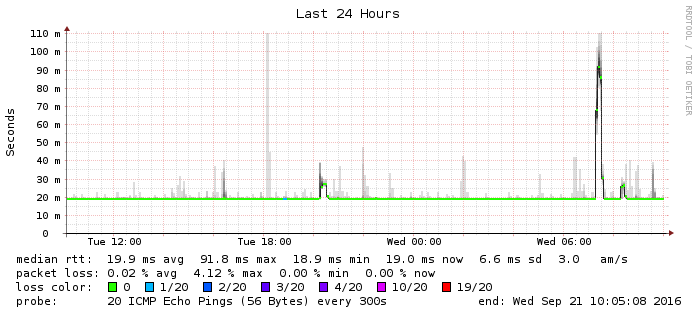 Last 24 Hours
RRDTOOL / TOBI OETIKER
Seconds
110 m
100 m
90 m
80 m
70 m
60 m
50 m
40 m
30 m
20 m
10 m
0
Tue 12:00 Tue 18:00 Wed 00:00 Wed 06:00
median rtt: 19.9 ms avg 91.8 ms max 18.9 ms min 19.0 ms now 6.6 ms sd 3.0 am/s
packet loss: 0.02 % avg 4.12 % max 0.00 % min 0.00 % now
loss color: 0 1/20 2/20 3/20 4/20 10/20 19/20
probe: 20 ICMP Echo Pings (56 Bytes) every 300s end: Wed Sep 21 10:05:08 2016